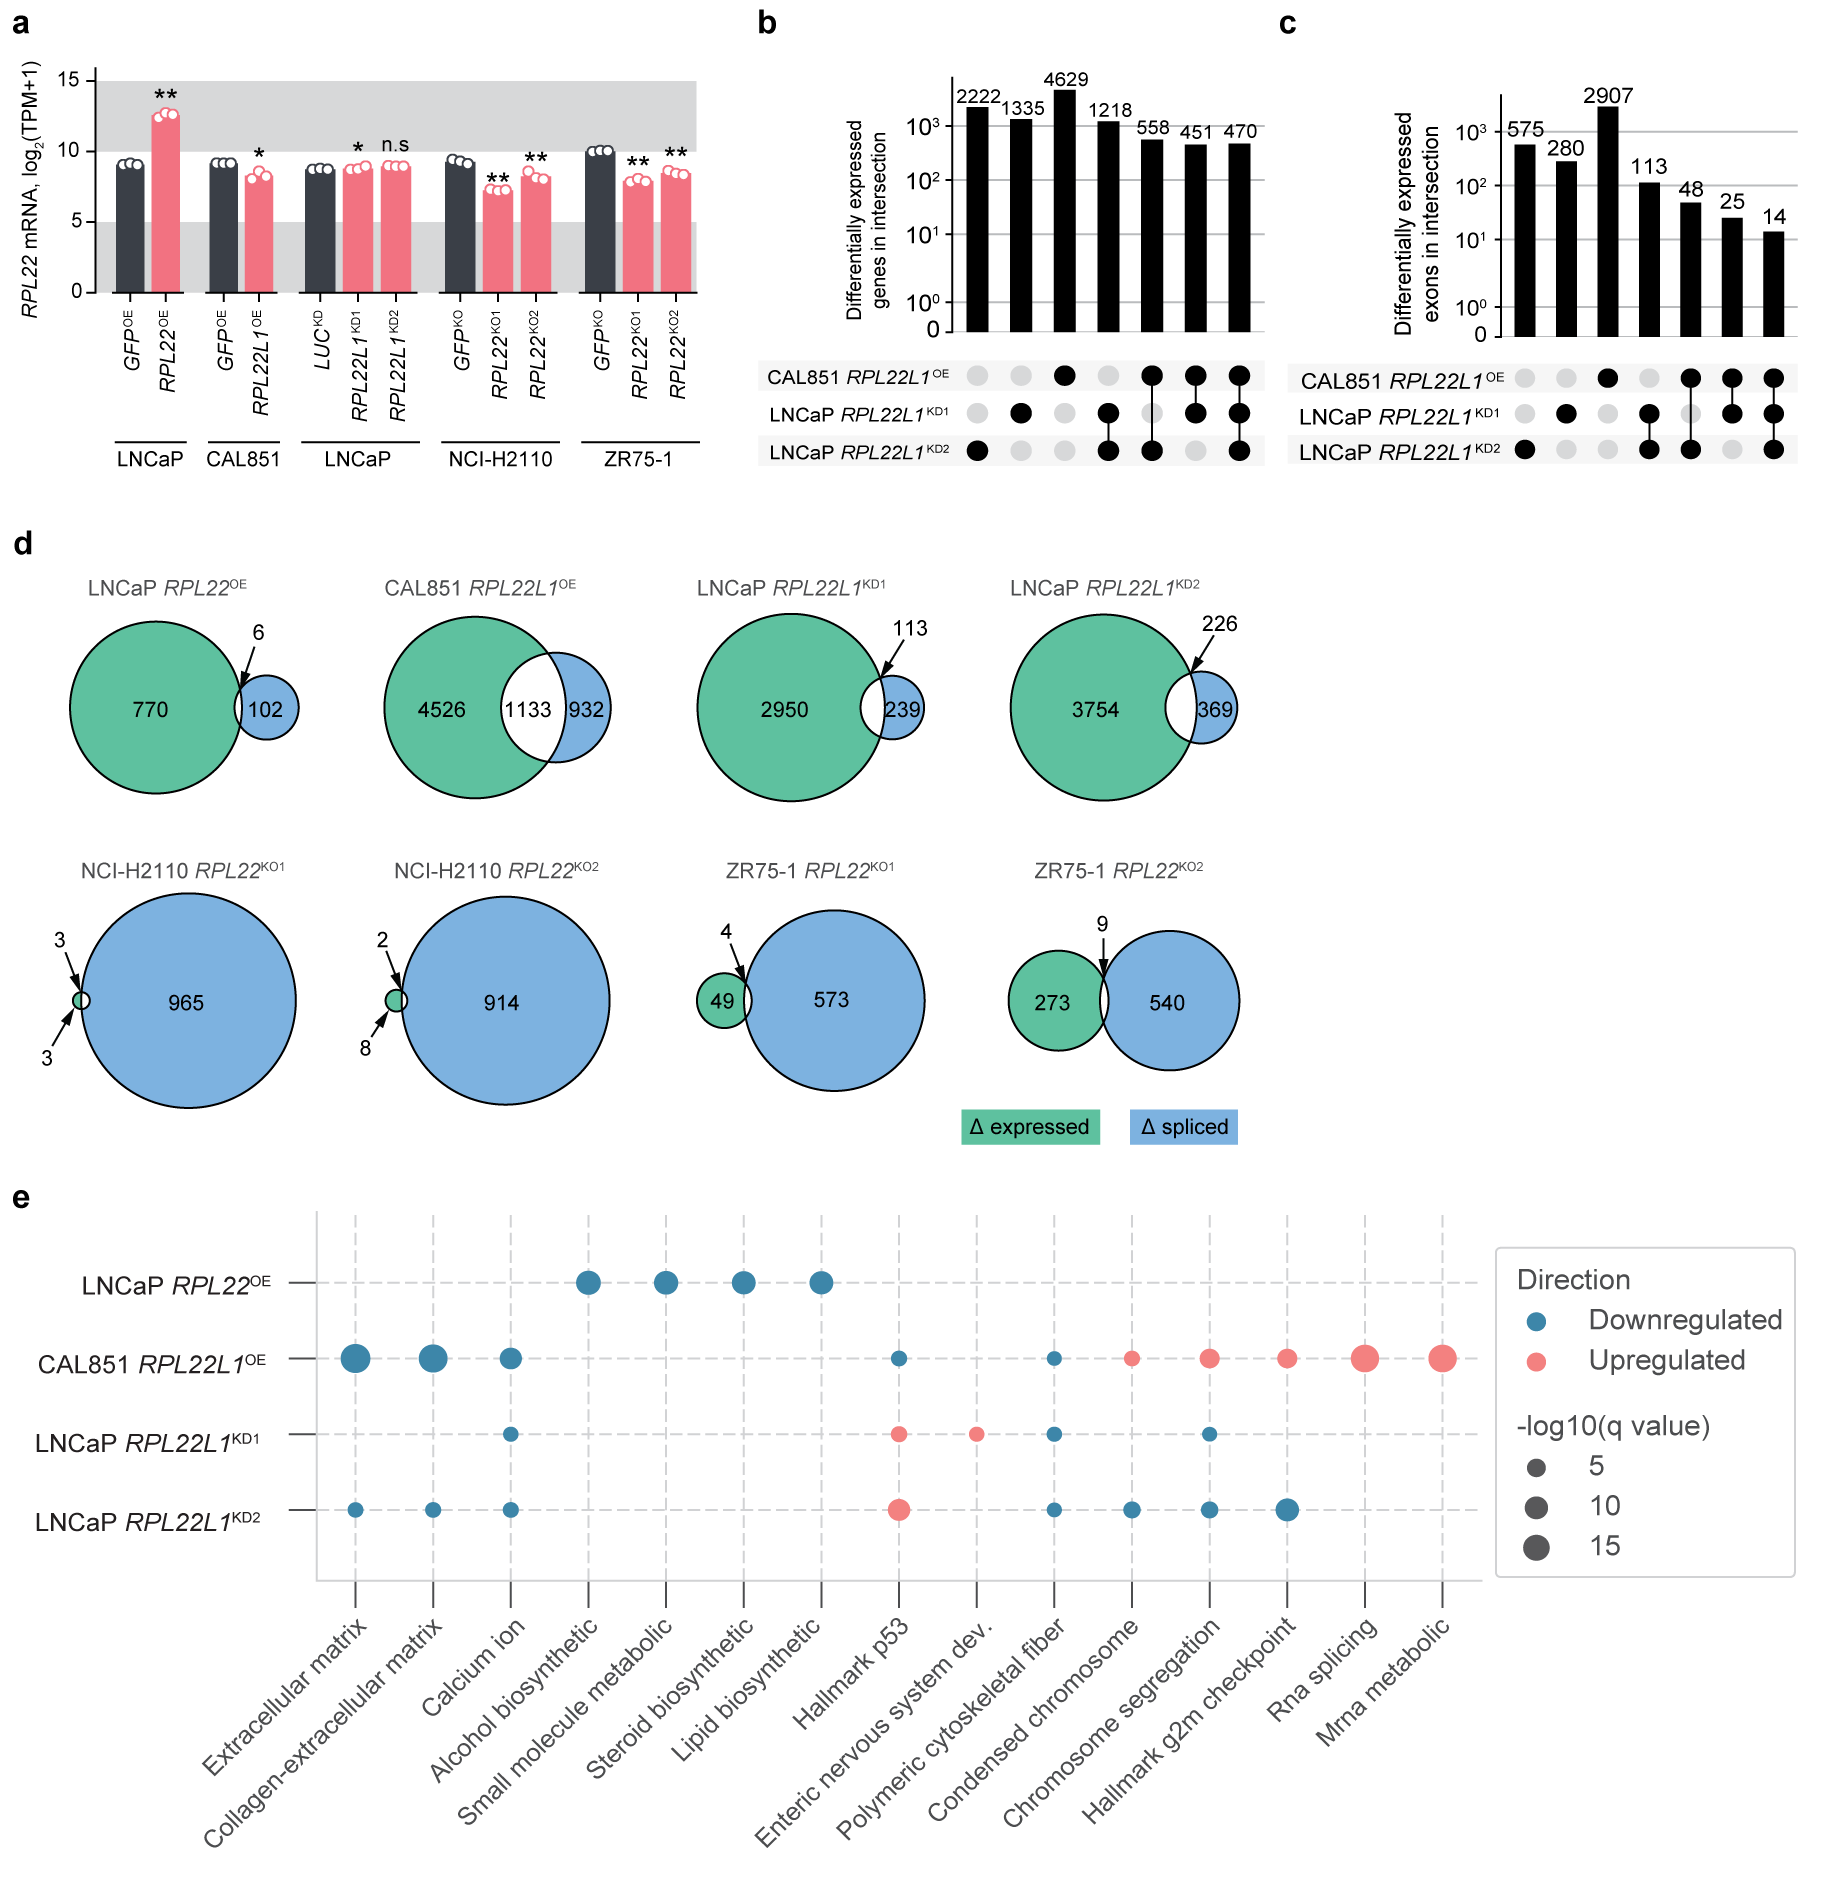 a
RPL22 mRNA, log2(TPM+1)
15
10
5
0
**
*
*
n.s
**
**
**
**
GFPOE
RPL22OE
GFPOE
RPL22L1OE
LUCKD
RPL22L1KD1
RPL22L1KD2
GFPKO
RPL22KO1
RPL22KO2
GFPKO
RPL22KO1
RPL22KO2
LNCaP
CAL851
LNCaP
NCI-H2110
ZR75-1
b
Differentially expressed
genes in intersection
10³
10²
10¹
10⁰
0
2222
1335
4629
1218
558
451
470
CAL851 RPL22L1OE
LNCaP RPL22L1KD1
LNCaP RPL22L1KD2
c
Differentially expressed
exons in intersection
10³
10²
10¹
10⁰
0
575
280
2907
113
48
25
14
CAL851 RPL22L1OE
LNCaP RPL22L1KD1
LNCaP RPL22L1KD2
d
LNCaP RPL22OE
770
6
102
CAL851 RPL22L1OE
4526
1133
932
LNCaP RPL22L1KD1
2950
113
239
LNCaP RPL22L1KD2
3754
226
369
NCI-H2110 RPL22KO1
3
3
965
NCI-H2110 RPL22KO2
2
8
914
ZR75-1 RPL22KO1
4
49
573
ZR75-1 RPL22KO2
9
273
540
Δ expressed
Δ spliced
e
LNCaP RPL22OE
CAL851 RPL22L1OE
LNCaP RPL22L1KD1
LNCaP RPL22L1KD2
Extracellular matrix
Collagen-extracellular matrix
Calcium ion
Alcohol biosynthetic
Small molecule metabolic
Steroid biosynthetic
Lipid biosynthetic
Hallmark p53
Enteric nervous system dev.
Polymeric cytoskeletal fiber
Condensed chromosome
Chromosome segregation
Hallmark g2m checkpoint
Rna splicing
Mrna metabolic
Direction
Downregulated
Upregulated
-log10(q value)
5
10
15